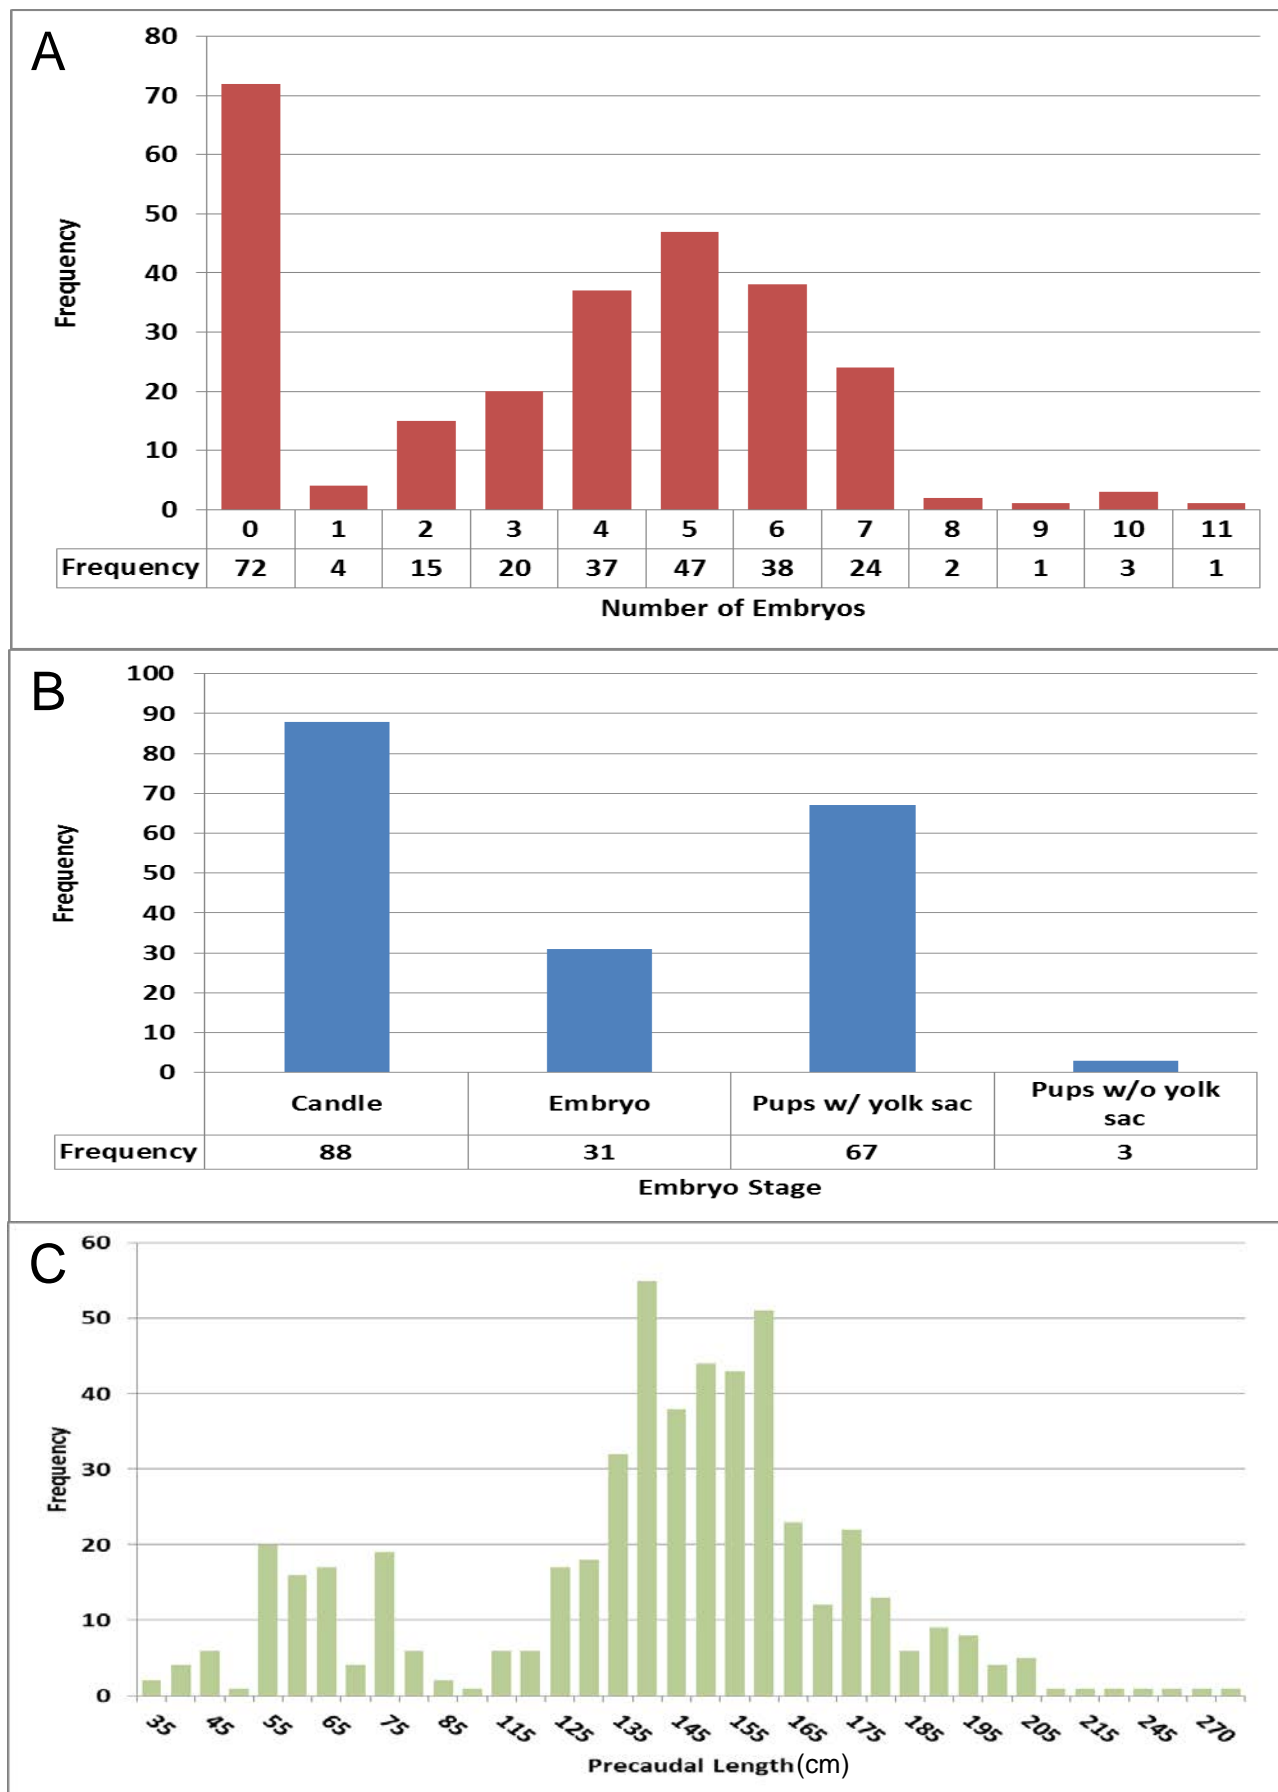 A
80
70
60
50
40
30
20
10
0
Frequency
0 1 2 3 4 5 6 7 8 9 10 11
Frequency 72 4 15 20 37 47 38 24 2 1 3 1
Number of Embryos
B
100
90
80
70
60
50
40
30
20
10
0
Frequency
Candle Embryo Pups w/ yolk sac Pups w/o yolk
sac
Frequency 88 31 67 3
Embryo Stage
C
60
50
40
30
20
10
0
Frequency
35 45 55 65 75 85 115 125 135 145 155 165 175 185 195 205 215 245 270
Precaudal Length(cm)